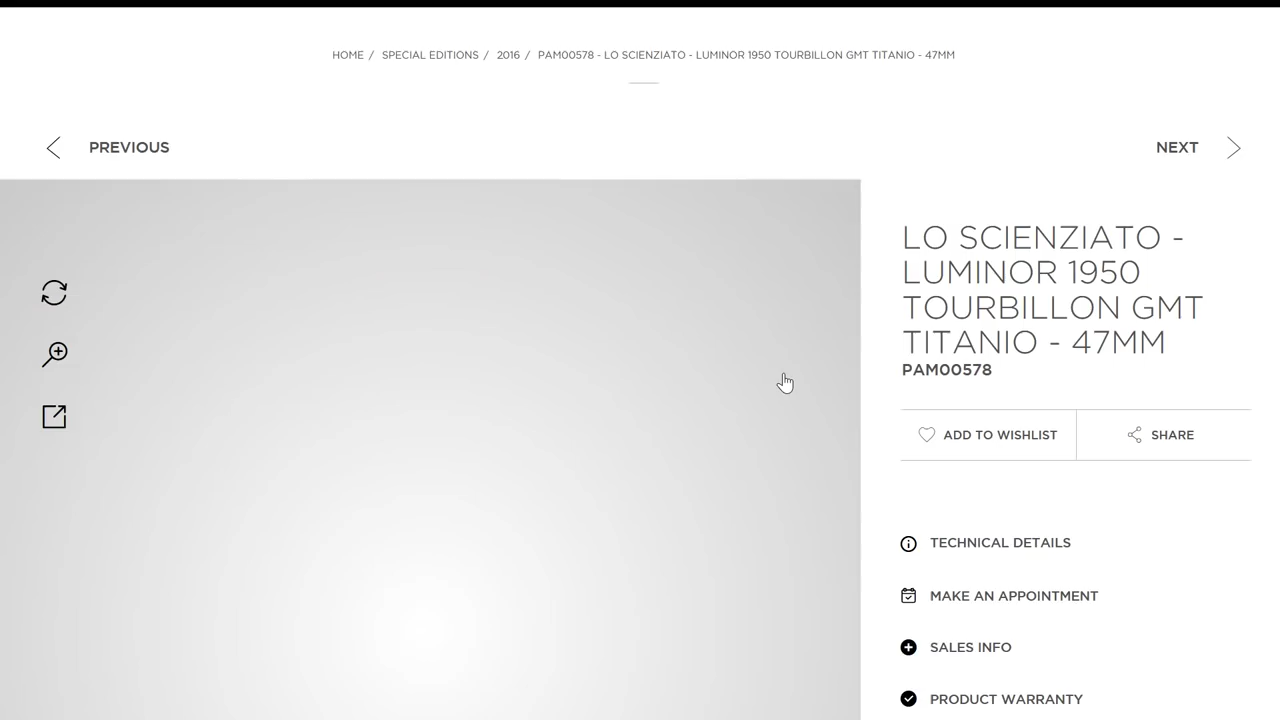 HOME / SPECIAL EDITIONS / 2016 / PAM00578 - LO SCIENZIATO - LUMINOR 1950 TOURBILLON GMT TITANIO - 47MM
PREVIOUS
NEXT
LO SCIENZIATO -
LUMINOR 1950
TOURBILLON GMT
TITANIO - 47MM
PAM00578
ADD TO WISHLIST
SHARE
TECHNICAL DETAILS
MAKE AN APPOINTMENT
SALES INFO
PRODUCT WARRANTY